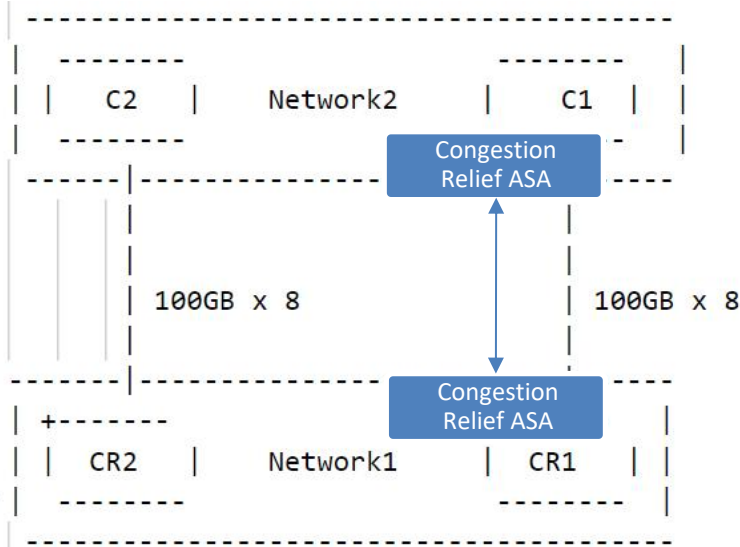 C2 Network2 C1
Congestion
Relief ASA
100GB x 8 100GB x 8
Congestion
Relief ASA
CR2 Network1 CR1